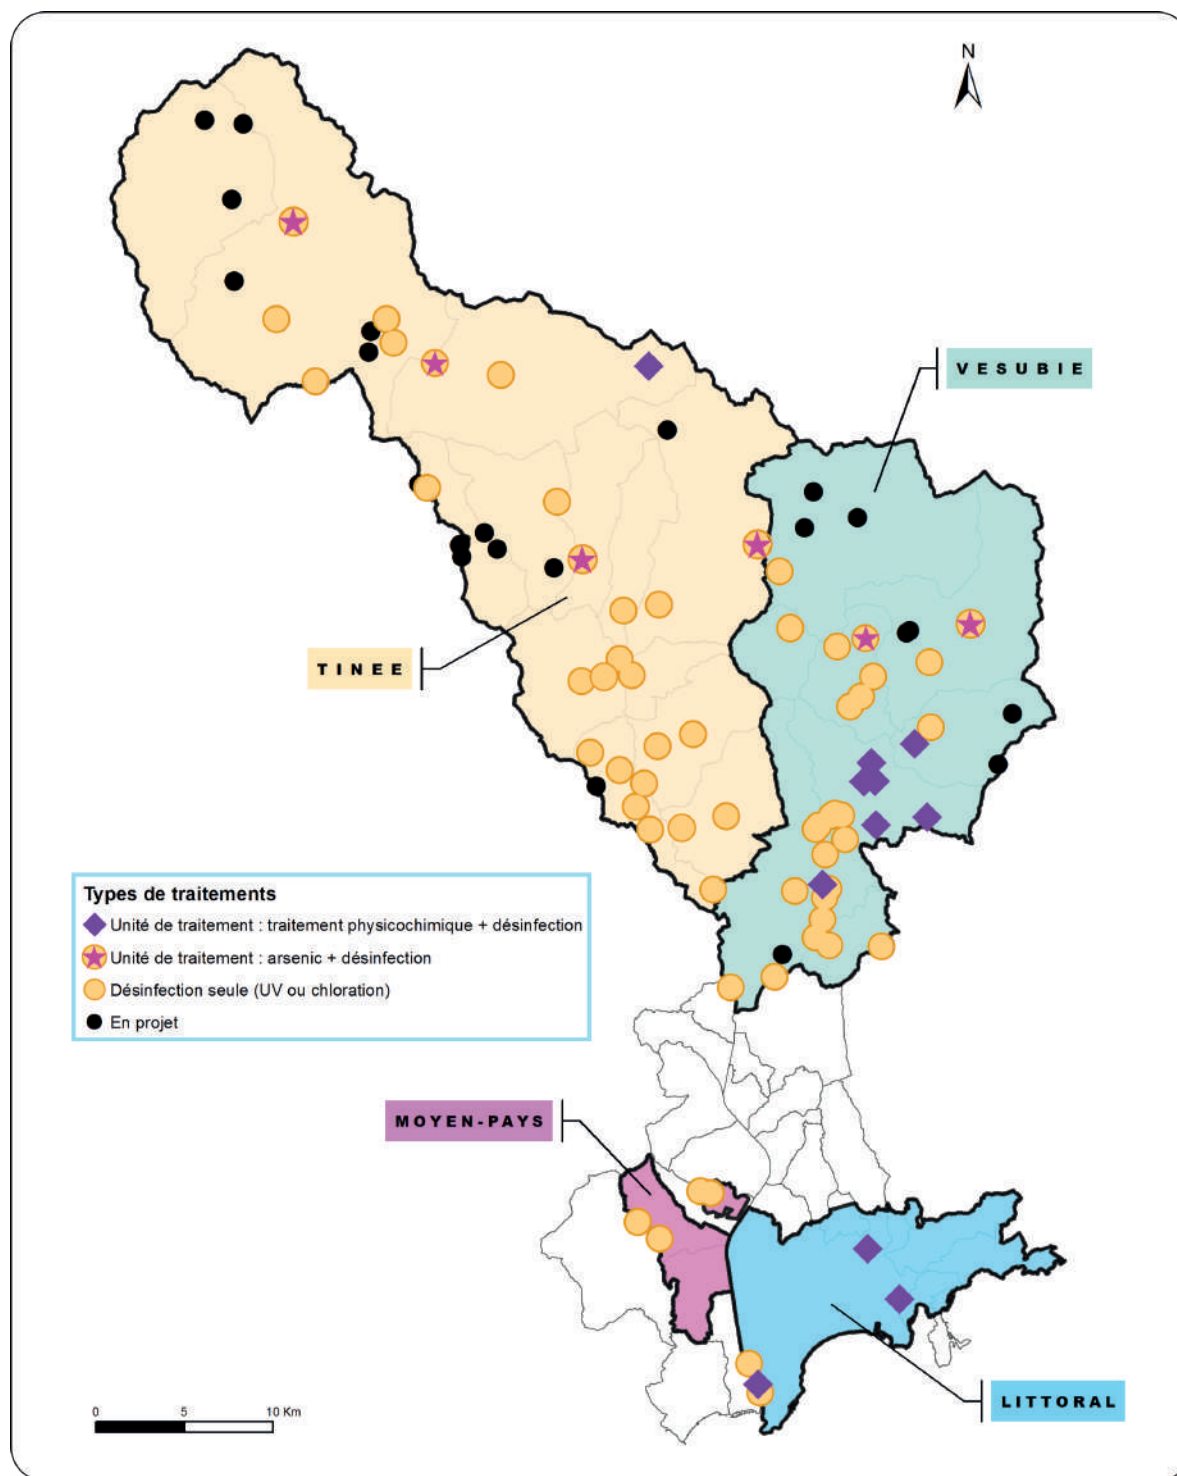 N
VESUBIE
TINEE
Types de traitements
Unité de traitement : traitement physicochimique + désinfection
Unité de traitement : arsenic + désinfection
Désinfection seule (UV ou chloration)
En projet
MOYEN-PAYS
LITTORAL
0 5 10 Km